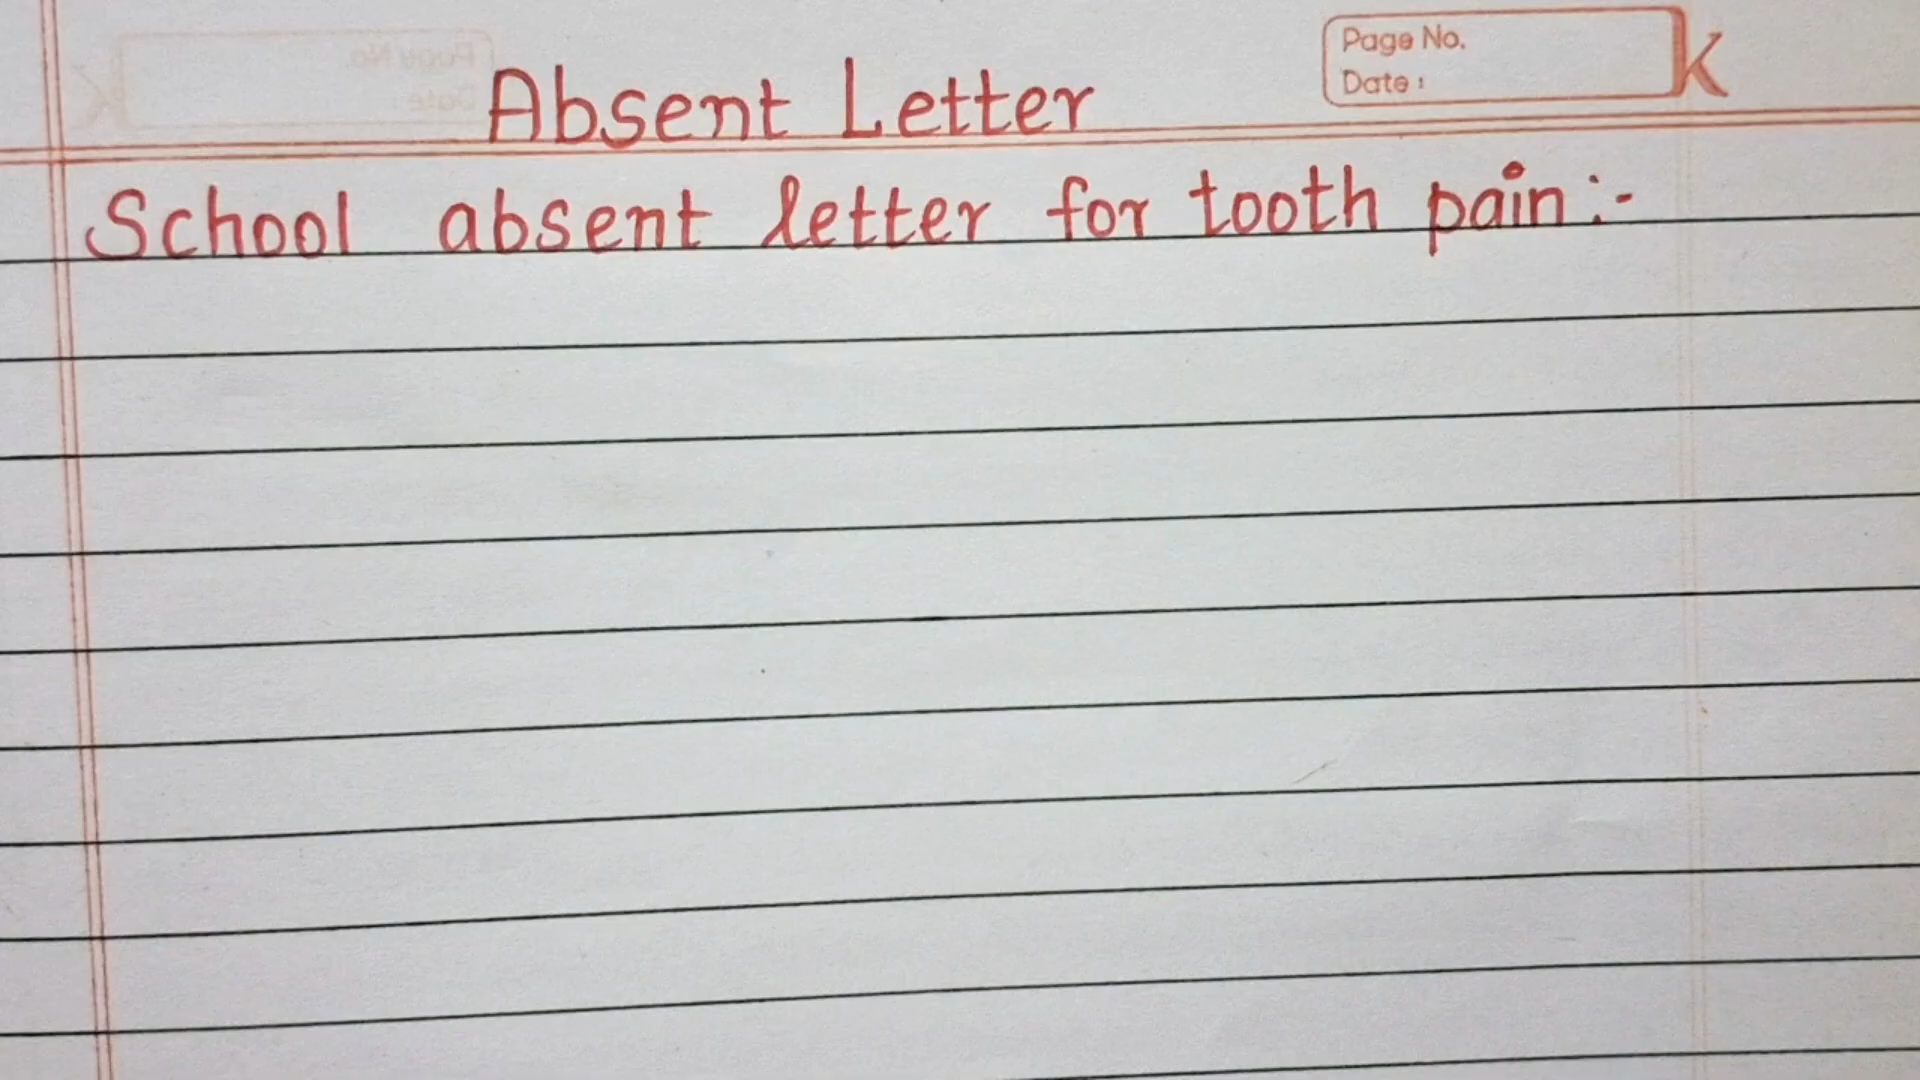 Page No.
Date :
K
Absent Letter
School absent letter for tooth pain :-